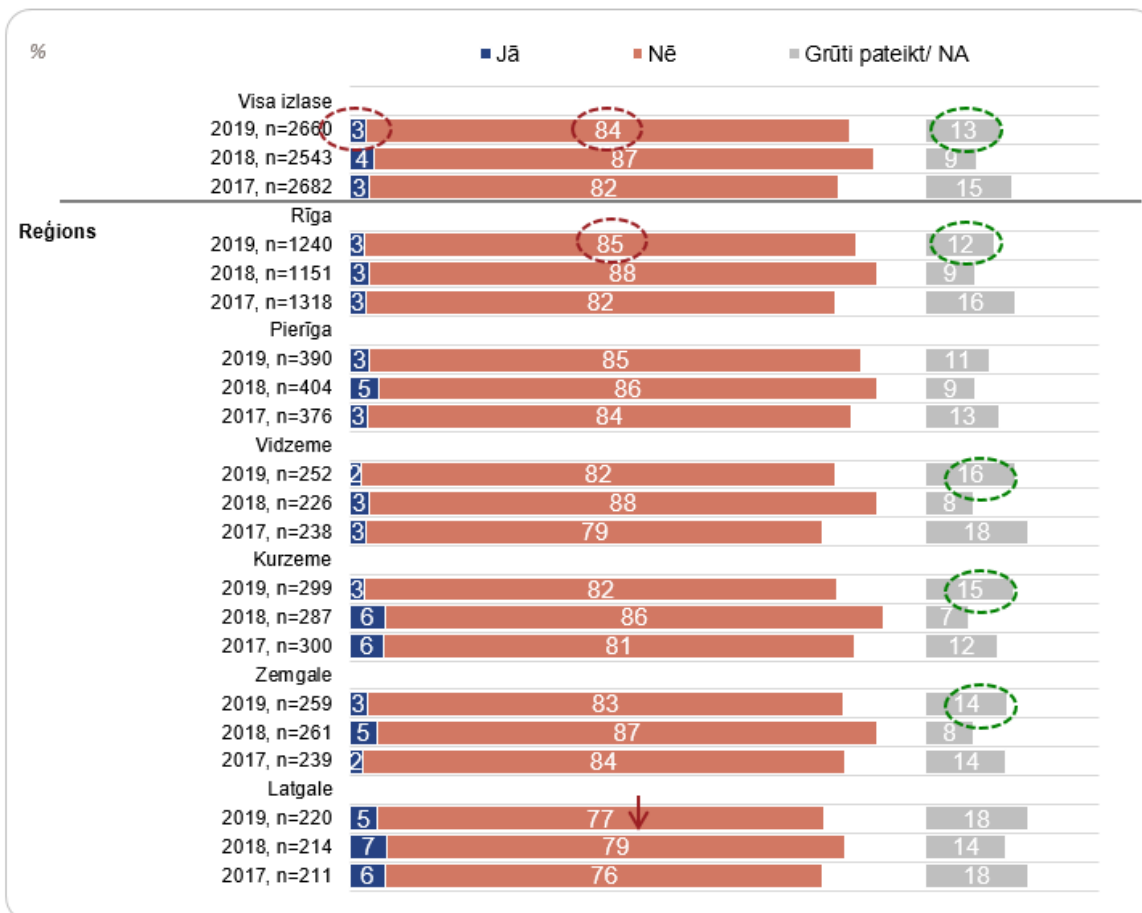 %
Jā Nē Grūti pateikt/ NA
Visa izlase
2019, n=2660 3 84 13
2018, n=2543 4 87 9
2017, n=2682 3 82 15
Reģions
Rīga
2019, n=1240 3 85 12
2018, n=1151 3 88 9
2017, n=1318 3 82 16
Pierīga
2019, n=390 3 85 11
2018, n=404 5 86 9
2017, n=376 3 84 13
Vidzeme
2019, n=252 2 82 16
2018, n=226 3 88 8
2017, n=238 3 79 18
Kurzeme
2019, n=299 3 82 15
2018, n=287 6 86 7
2017, n=300 6 81 12
Zemgale
2019, n=259 3 83 14
2018, n=261 5 87 8
2017, n=239 2 84 14
Latgale
2019, n=220 5 77 18
2018, n=214 7 79 14
2017, n=211 6 76 18